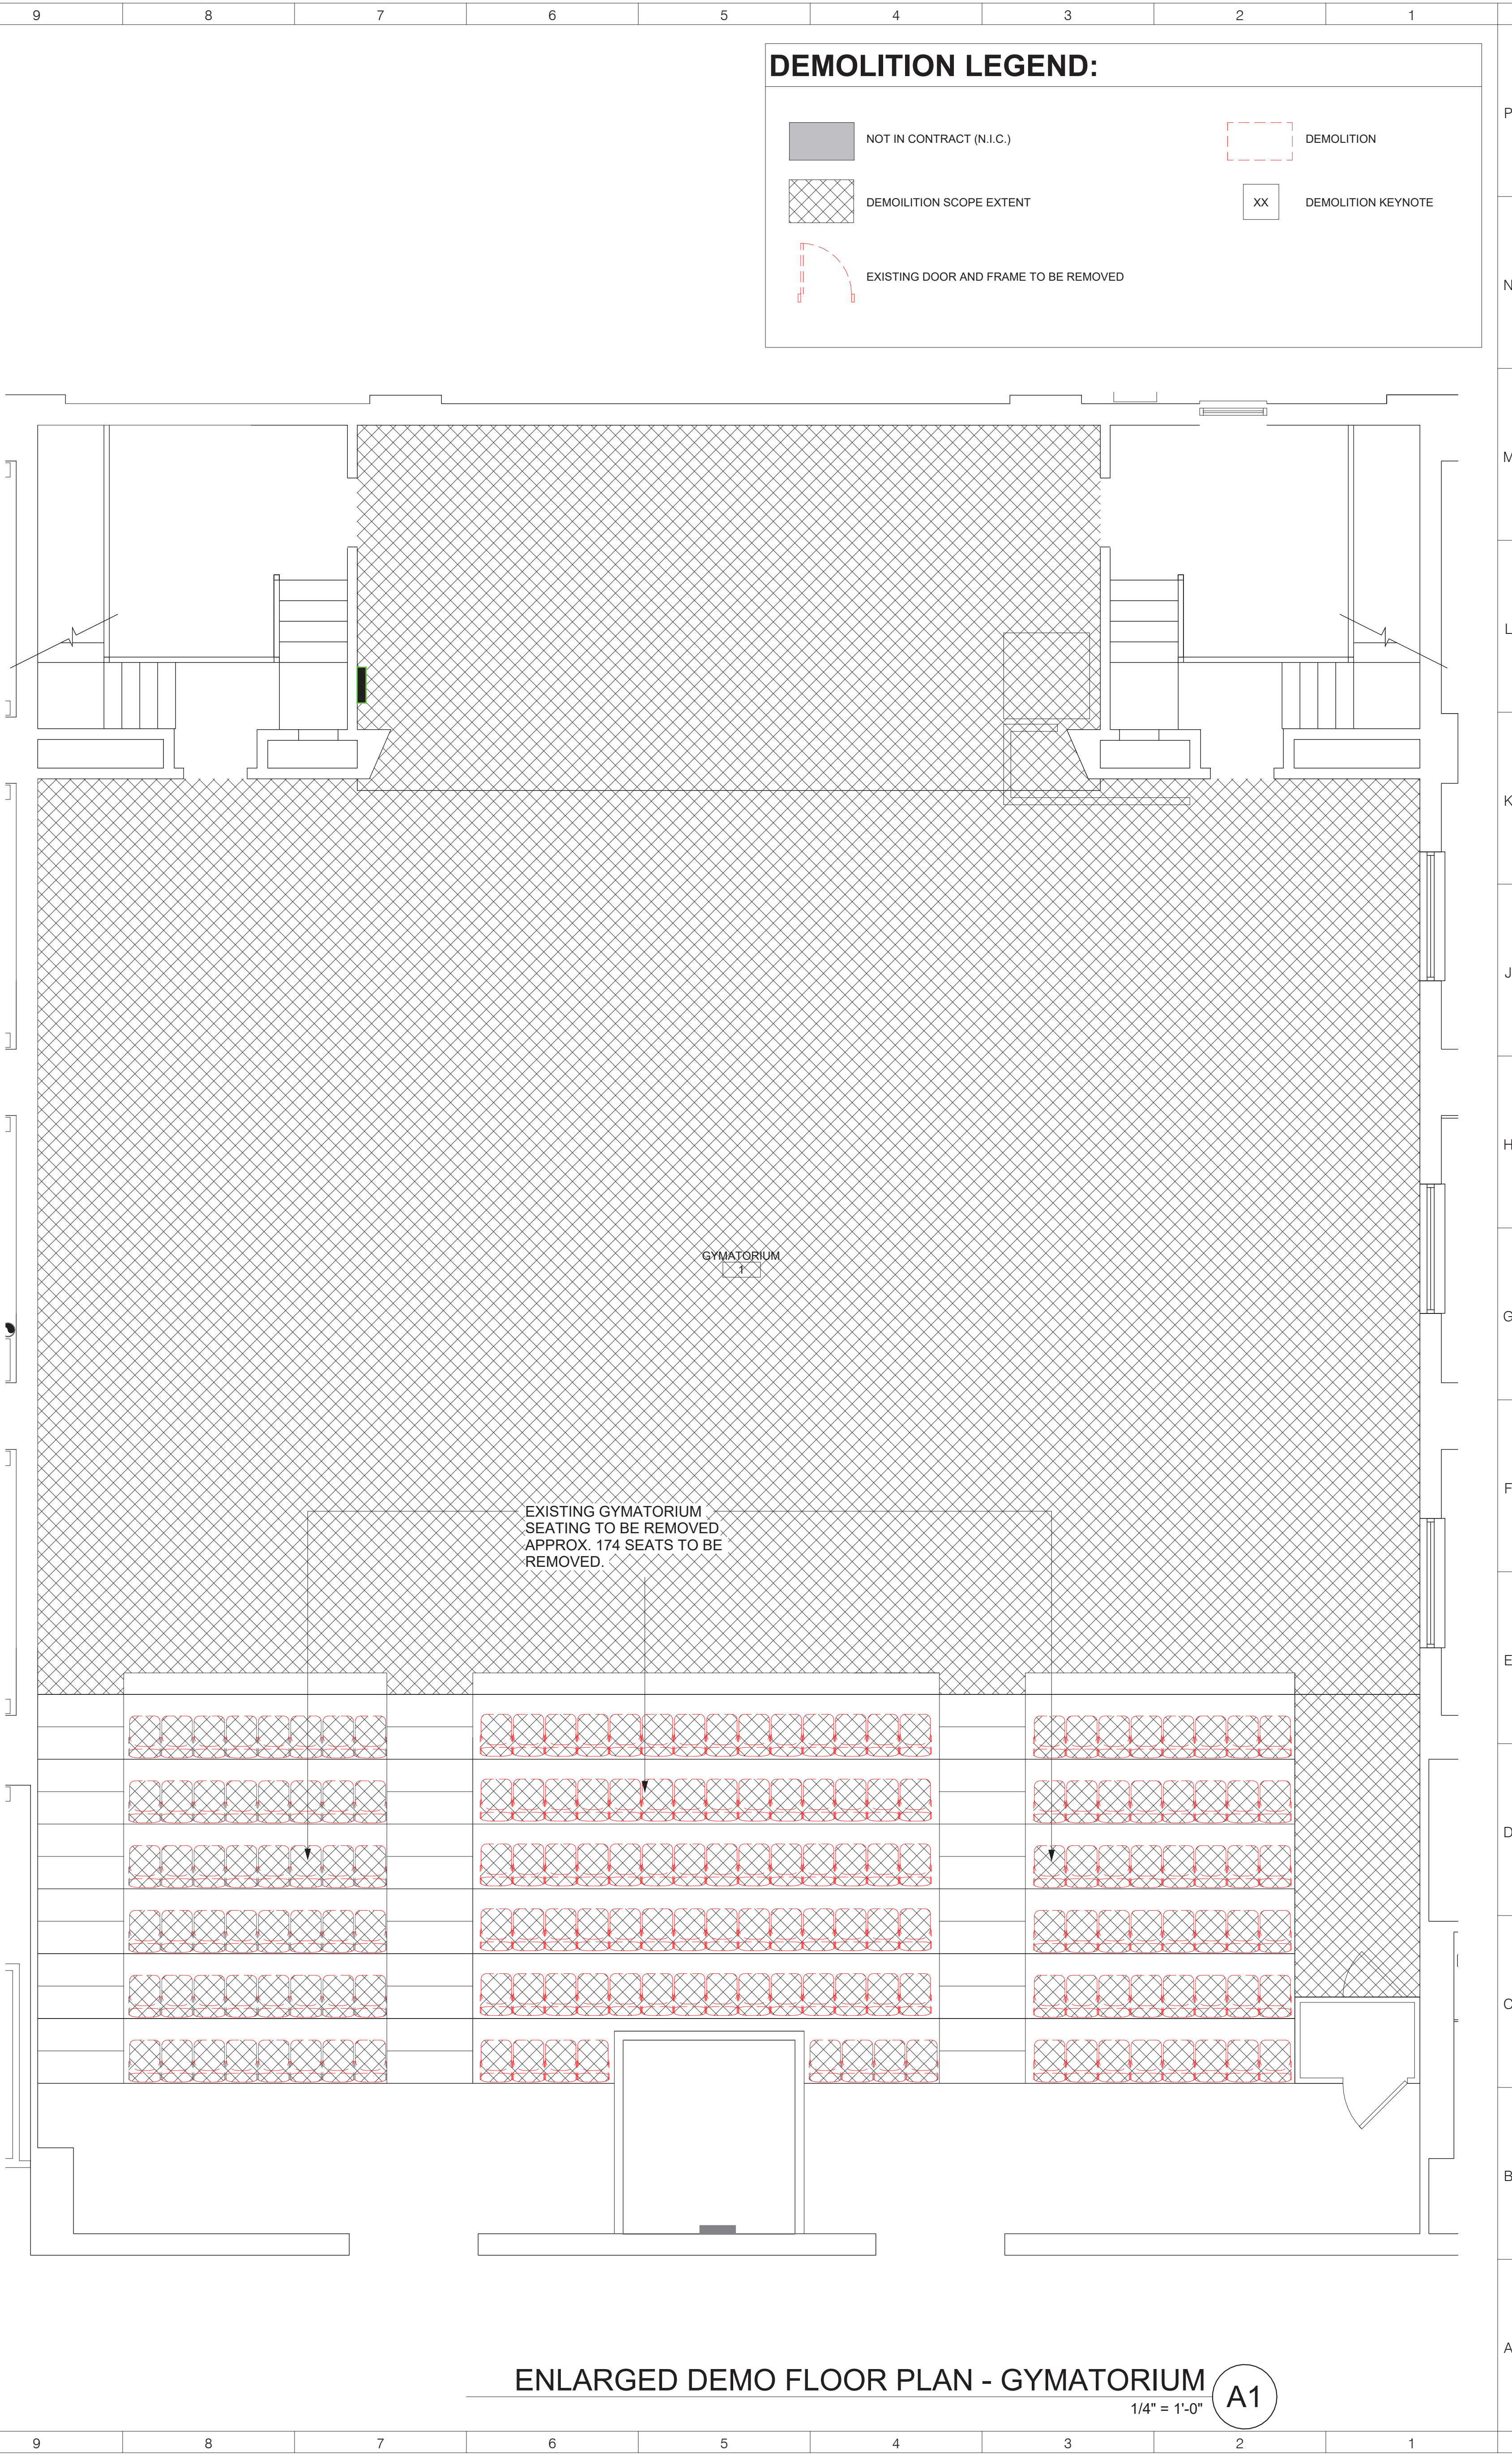 9 8 7 6 5 4 3 2 1
DEMOLITION LEGEND:
NOT IN CONTRACT (N.I.C.)
DEMOLITION
DEMOILITION SCOPE EXTENT
XX
DEMOLITION KEYNOTE
EXISTING DOOR AND FRAME TO BE REMOVED
P
N
M
L
K
J
H
G
F
E
D
C
B
A
GYMATORIUM
1
EXISTING GYMATORIUM
SEATING TO BE REMOVED
APPROX. 174 SEATS TO BE
REMOVED.
ENLARGED DEMO FLOOR PLAN - GYMATORIUM
A1
1/4" = 1'-0"
9 8 7 6 5 4 3 2 1